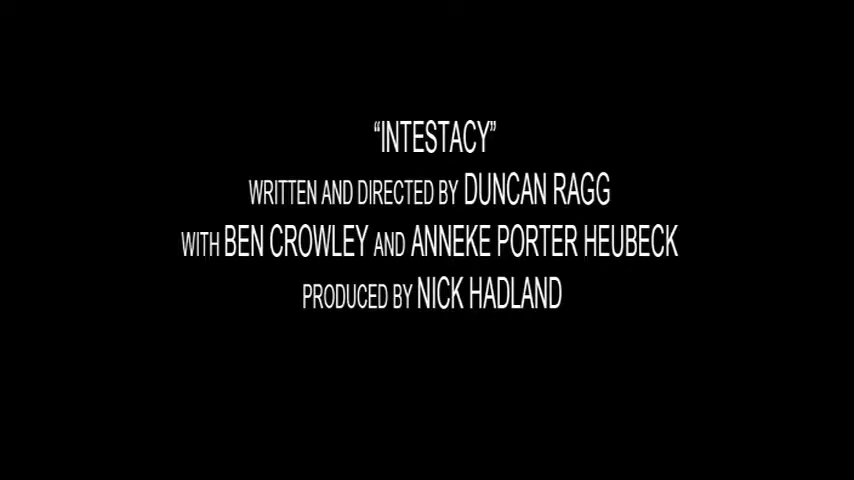 “INTESTACY”
WRITTEN AND DIRECTED BY DUNCAN RAGG
WITH BEN CROWLEY AND ANNEKE PORTER HEUBECK
PRODUCED BY NICK HADLAND